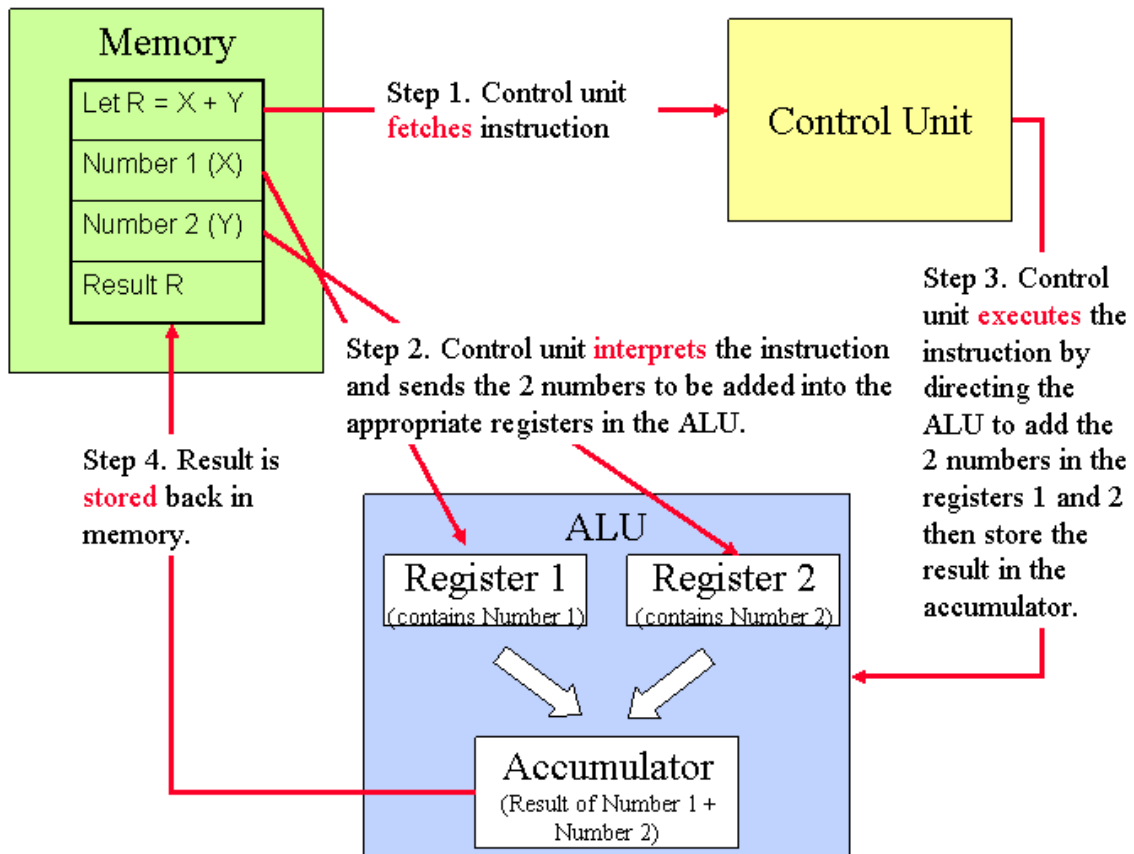 Memory
Let R = X + Y
Number 1 (X)
Number 2 (Y)
Result R
Step 1. Control unit
fetches instruction
Control Unit
Step 2. Control unit interprets the instruction
and sends the 2 numbers to be added into the
appropriate registers in the ALU.
Step 3. Control
unit executes the
instruction by
directing the
ALU to add the
2 numbers in the
registers 1 and 2
then store the
result in the
accumulator.
Step 4. Result is
stored back in
memory.
ALU
Register 1
(contains Number 1)
Register 2
(contains Number 2)
Accumulator
(Result of Number 1 +
Number 2)